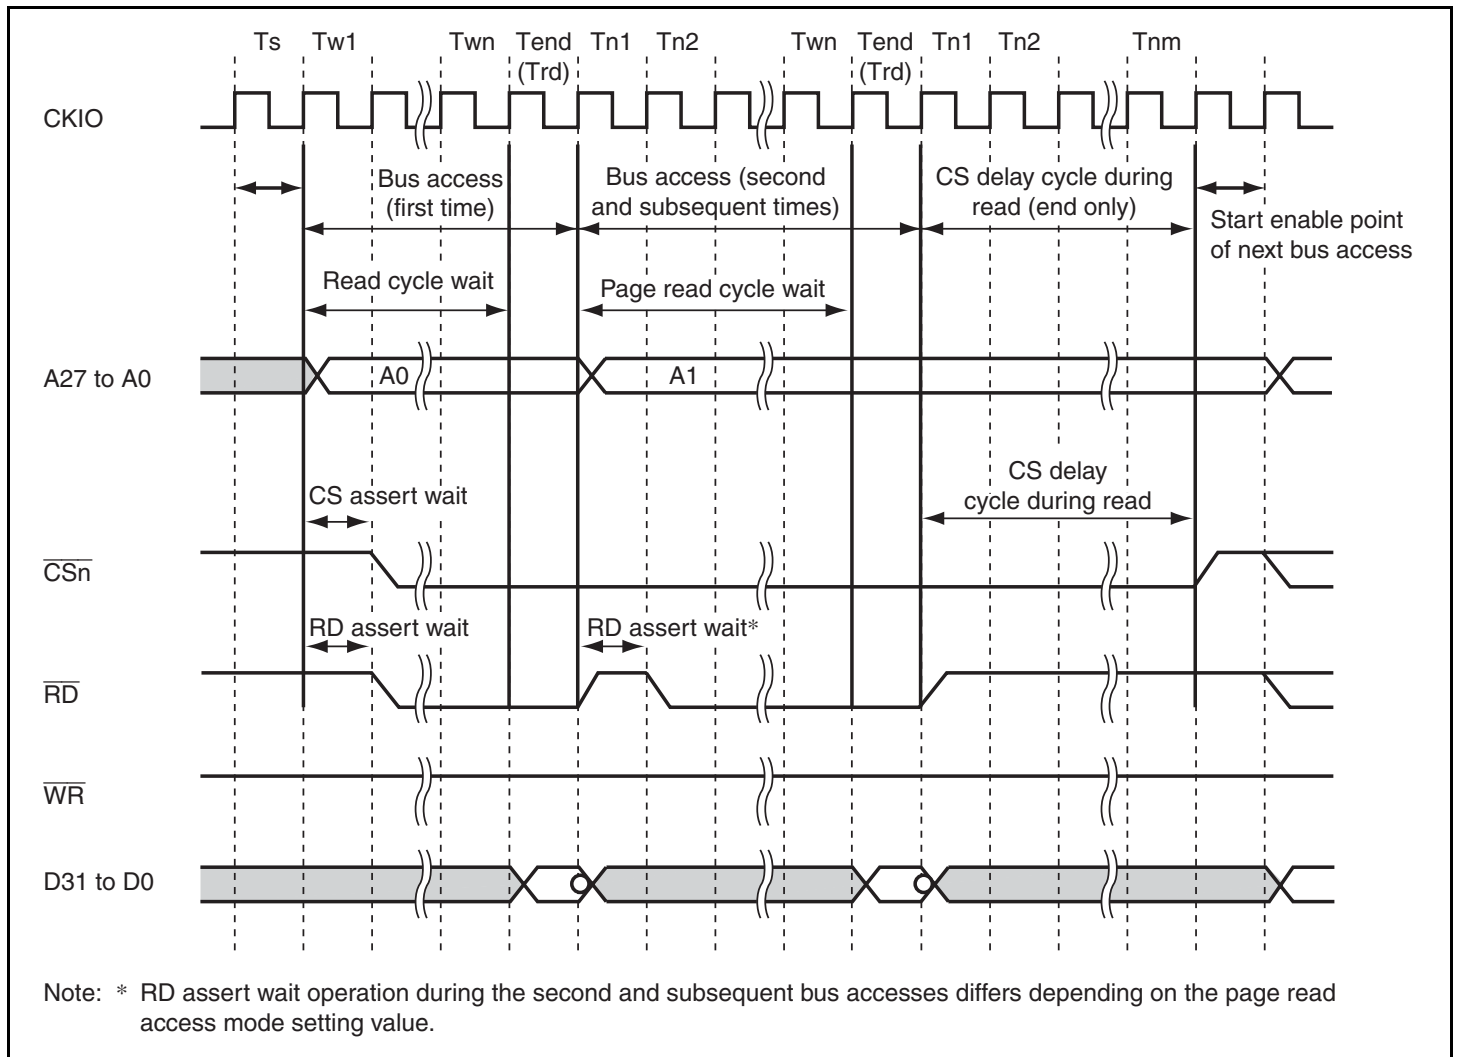 Ts Tw1 Twn Tend Tn1 Tn2 Twn Tend Tn1 Tn2 Tnm
(Trd) (Trd)
CKIO
Bus access
(first time)
Bus access (second
and subsequent times)
CS delay cycle during
read (end only)
Start enable point
of next bus access
Read cycle wait
Page read cycle wait
A27 to A0
A0
A1
CS delay
cycle during read
CS assert wait
CSn
RD assert wait
RD assert wait*
RD
WR
D31 to D0
Note: * RD assert wait operation during the second and subsequent bus accesses differs depending on the page read
access mode setting value.